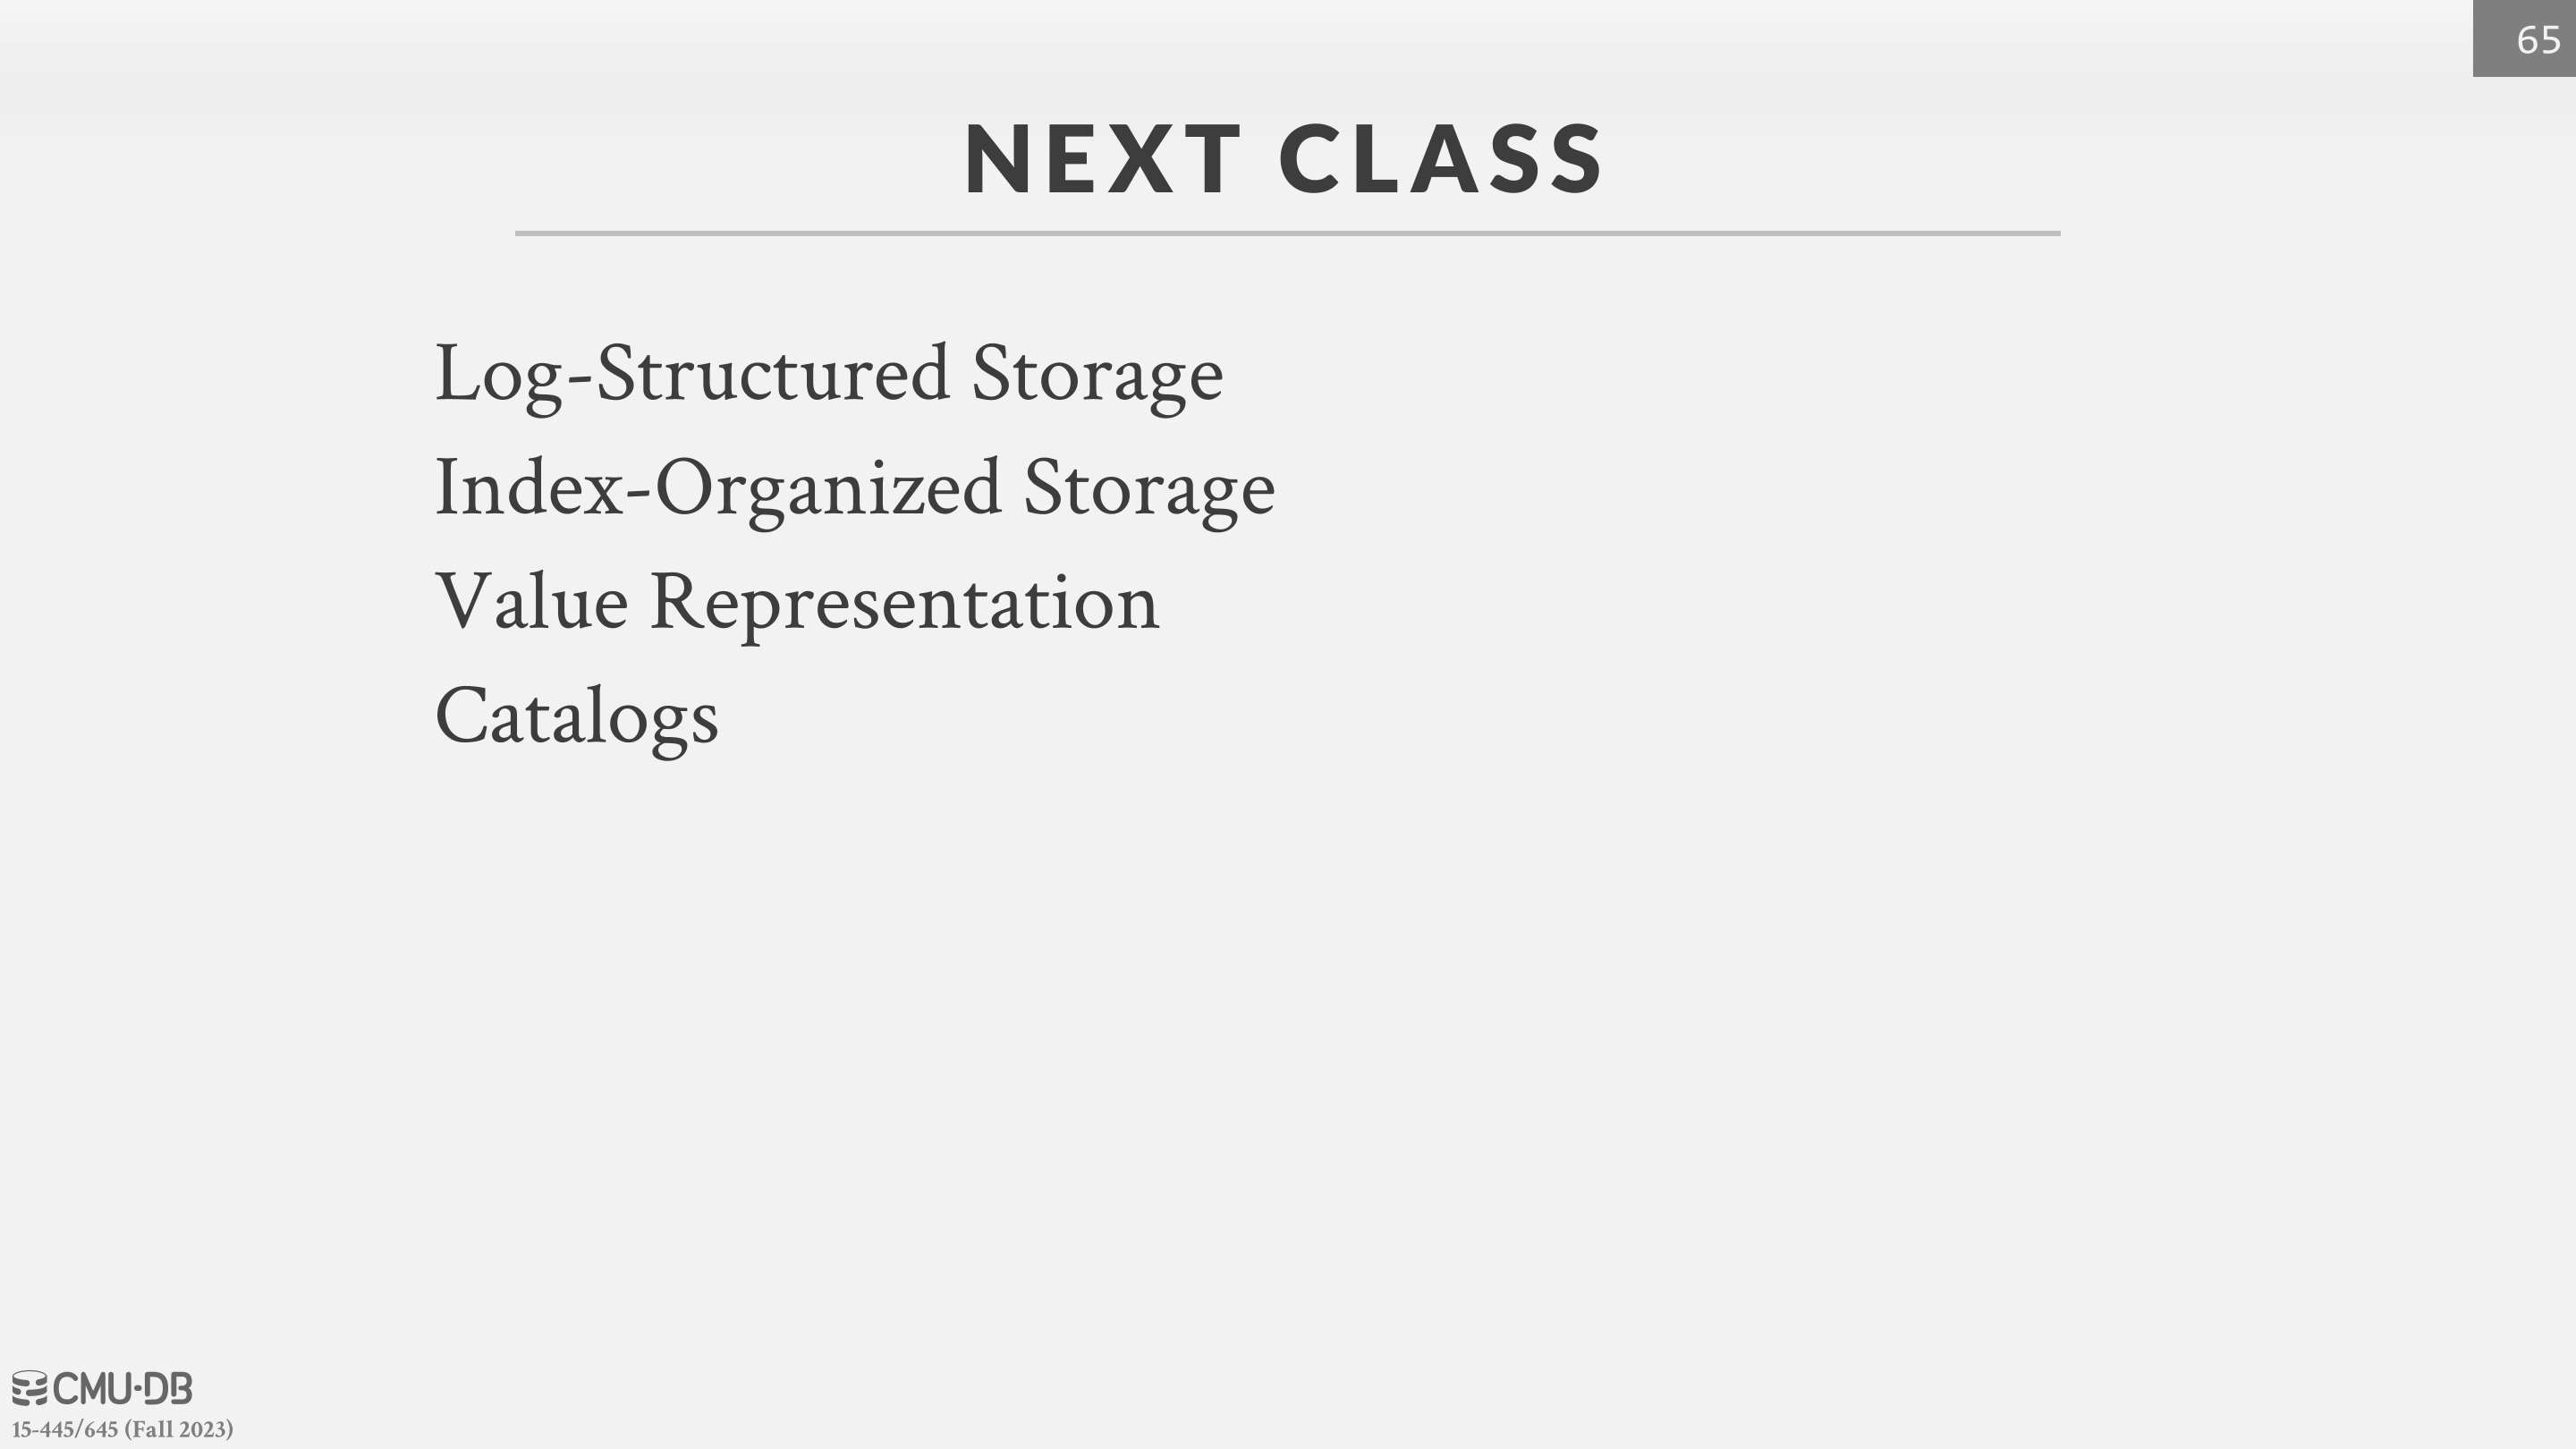 65
NEXT CLASS
Log-Structured Storage
Index-Organized Storage
Value Representation
Catalogs
CMU·DB
15-445/645 (Fall 2023)